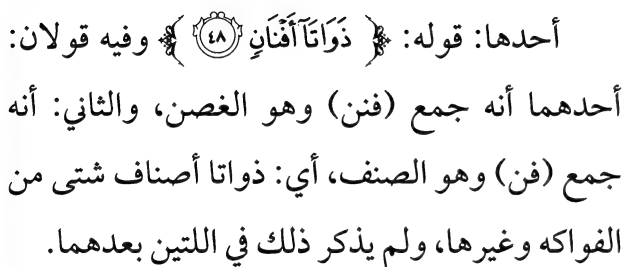 أحدها: قوله: ﴿ ذَوَاتَآ أَفْنَانٍ ٤٨ ﴾ وفيه قولان:
أحدهما أنه جمع (فنن) وهو الغصن، والثاني: أنه
جمع (فن) وهو الصنف، أي: ذواتا أصناف شتى من
الفواكه وغيرها، ولم يذكر ذلك في اللتين بعدهما.